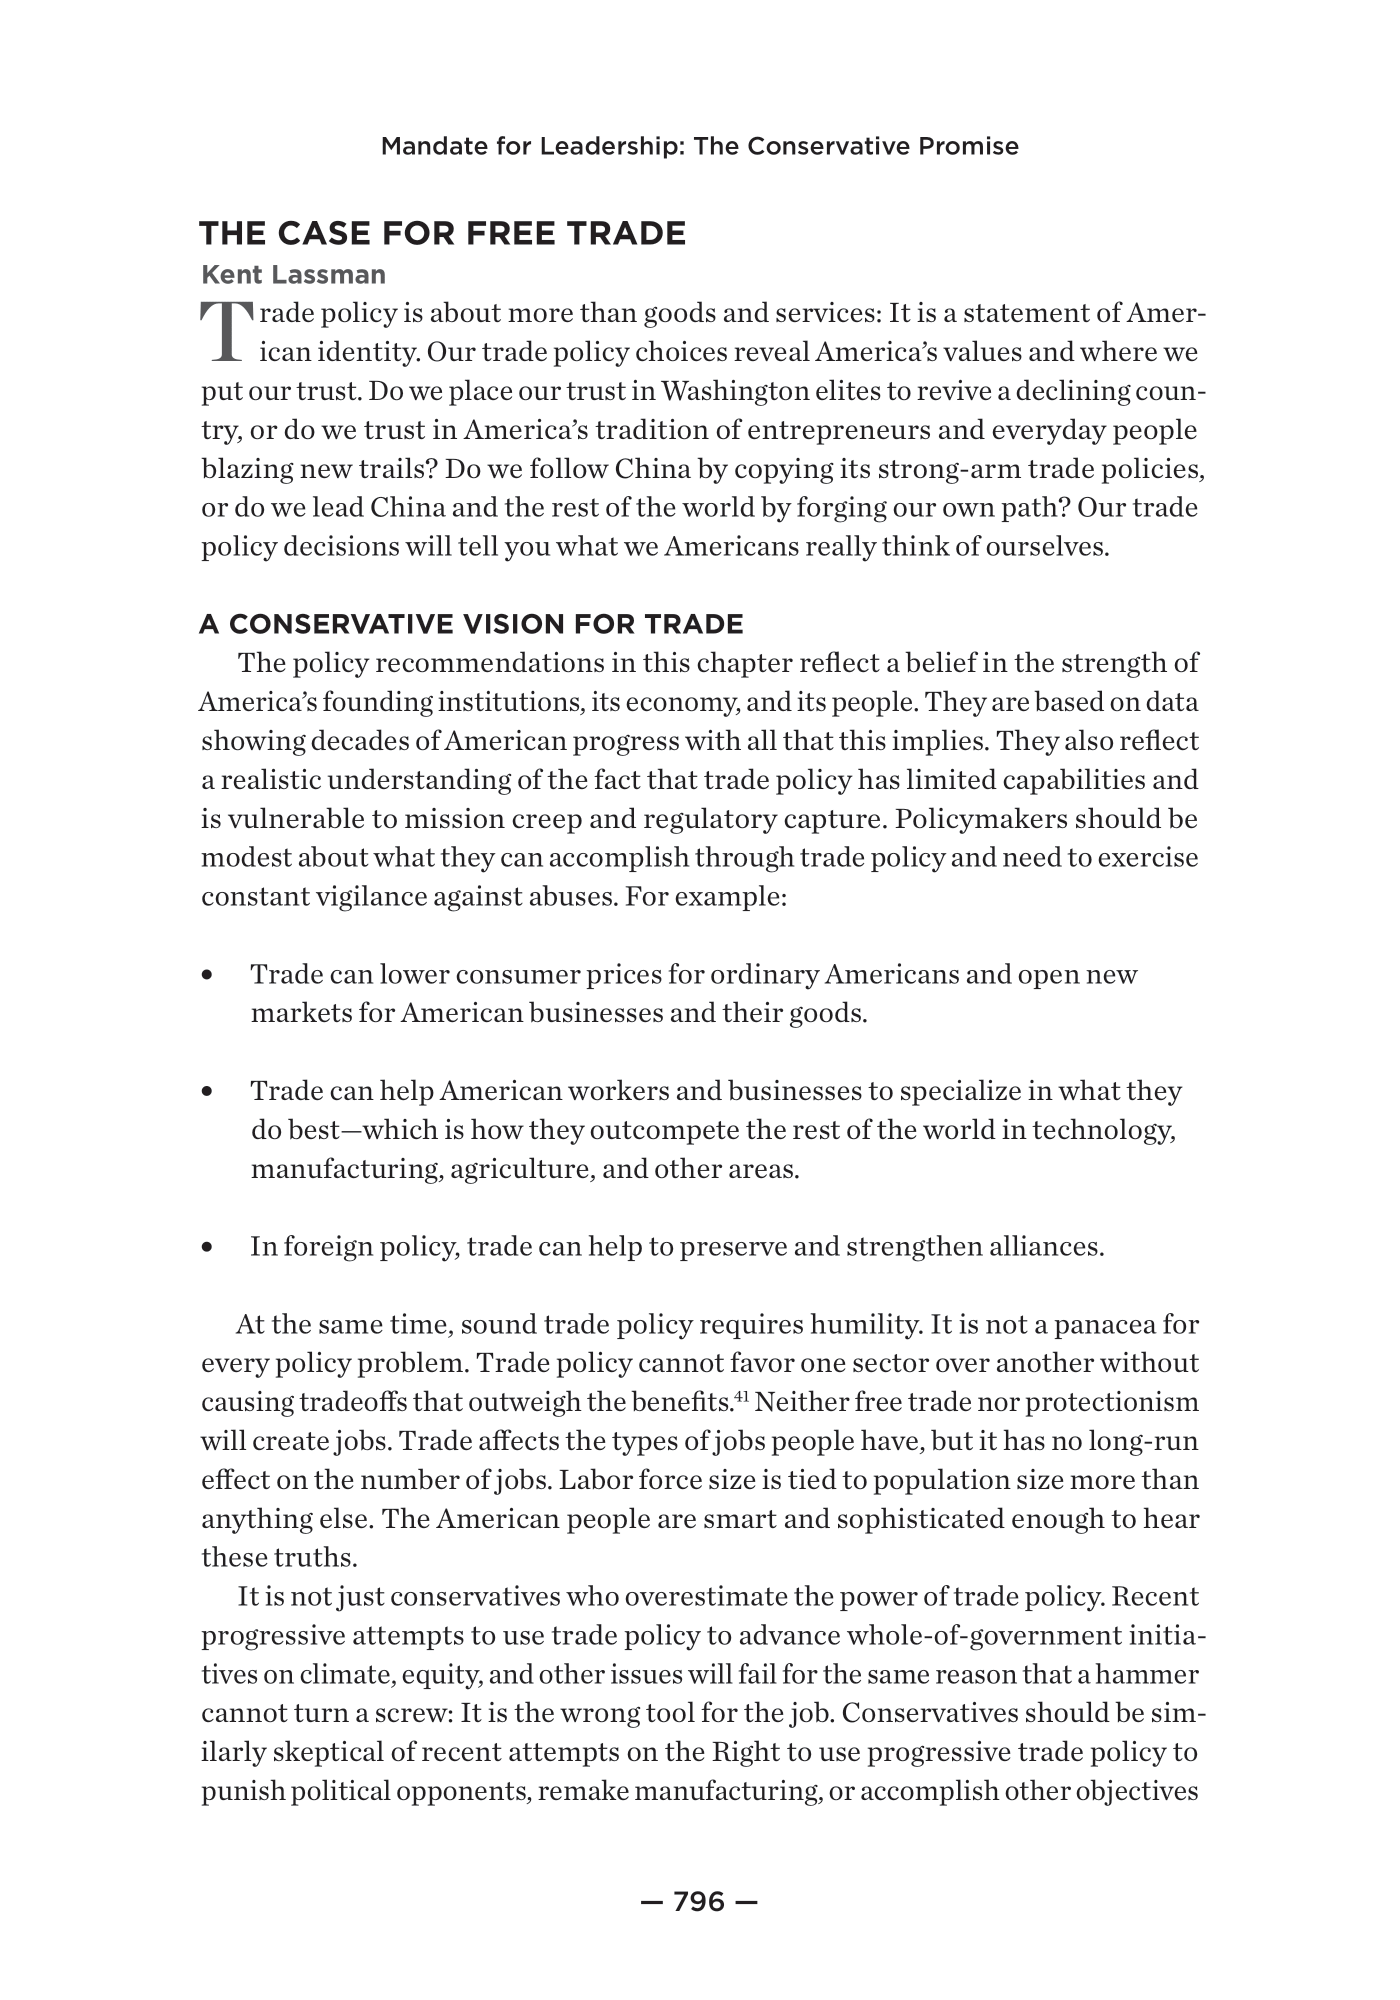 Mandate for Leadership: The Conservative Promise
THE CASE FOR FREE TRADE
Kent Lassman
Trade policy is about more than goods and services: It is a statement of Amer-
ican identity. Our trade policy choices reveal America’s values and where we
put our trust. Do we place our trust in Washington elites to revive a declining coun-
try, or do we trust in America’s tradition of entrepreneurs and everyday people
blazing new trails? Do we follow China by copying its strong-arm trade policies,
or do we lead China and the rest of the world by forging our own path? Our trade
policy decisions will tell you what we Americans really think of ourselves.
A CONSERVATIVE VISION FOR TRADE
The policy recommendations in this chapter reflect a belief in the strength of
America’s founding institutions, its economy, and its people. They are based on data
showing decades of American progress with all that this implies. They also reflect
a realistic understanding of the fact that trade policy has limited capabilities and
is vulnerable to mission creep and regulatory capture. Policymakers should be
modest about what they can accomplish through trade policy and need to exercise
constant vigilance against abuses. For example:
• Trade can lower consumer prices for ordinary Americans and open new
markets for American businesses and their goods.
• Trade can help American workers and businesses to specialize in what they
do best—which is how they outcompete the rest of the world in technology,
manufacturing, agriculture, and other areas.
• In foreign policy, trade can help to preserve and strengthen alliances.
At the same time, sound trade policy requires humility. It is not a panacea for
every policy problem. Trade policy cannot favor one sector over another without
causing tradeoffs that outweigh the benefits.41 Neither free trade nor protectionism
will create jobs. Trade affects the types of jobs people have, but it has no long-run
effect on the number of jobs. Labor force size is tied to population size more than
anything else. The American people are smart and sophisticated enough to hear
these truths.
It is not just conservatives who overestimate the power of trade policy. Recent
progressive attempts to use trade policy to advance whole-of-government initia-
tives on climate, equity, and other issues will fail for the same reason that a hammer
cannot turn a screw: It is the wrong tool for the job. Conservatives should be sim-
ilarly skeptical of recent attempts on the Right to use progressive trade policy to
punish political opponents, remake manufacturing, or accomplish other objectives
— 796 —